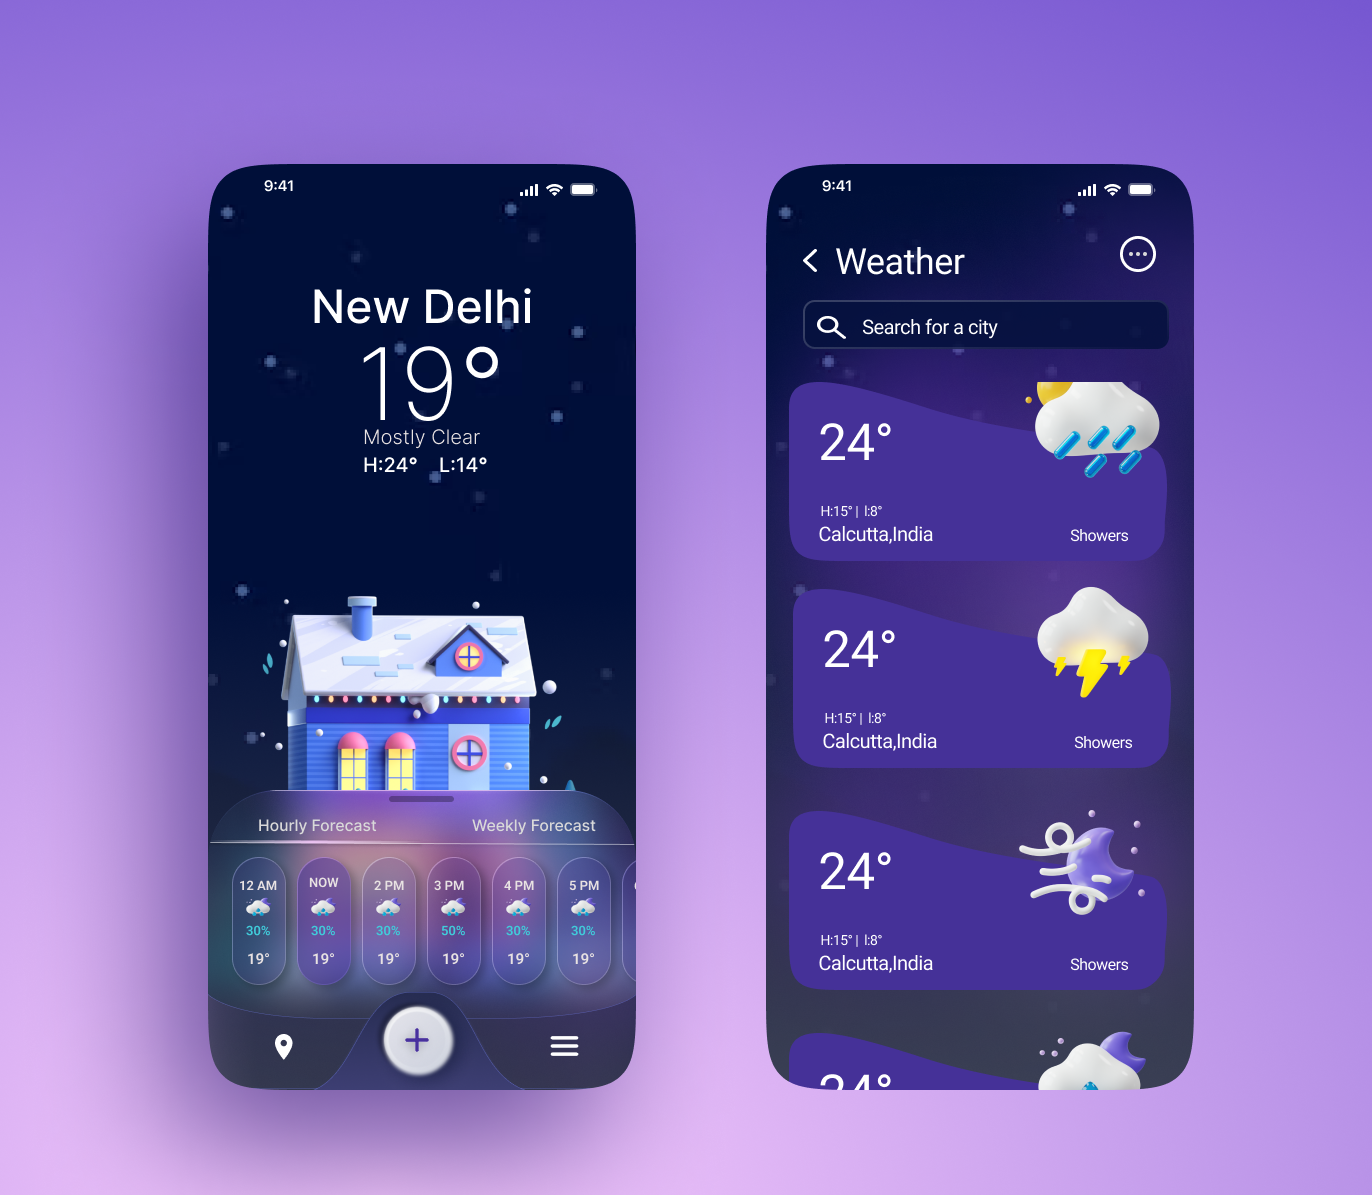 9:41
New Delhi
19°
Mostly Clear
H:24° L:14°
Hourly Forecast Weekly Forecast
12 AM NOW 2 PM 3 PM 4 PM 5 PM
30% 30% 30% 50% 30% 30%
19° 19° 19° 19° 19° 19°
9:41
Weather
Search for a city
24°
H:15° | l:8°
Calcutta,India Showers
24°
H:15° | l:8°
Calcutta,India Showers
24°
H:15° | l:8°
Calcutta,India Showers
24°